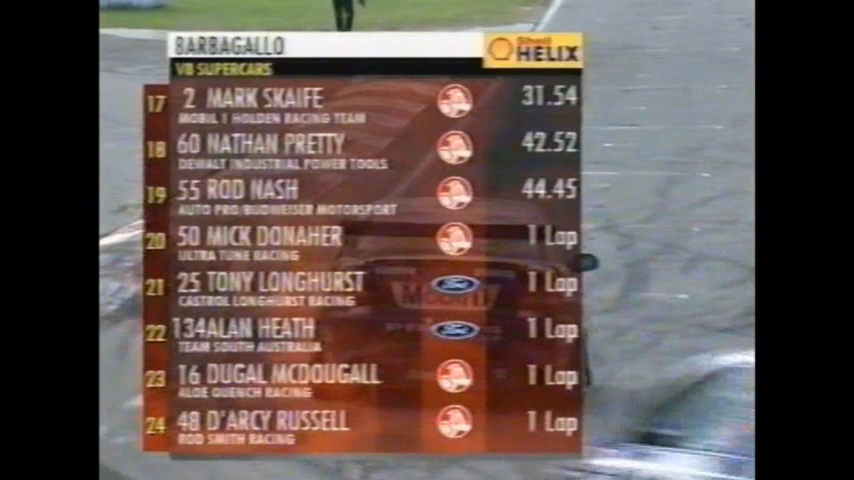 BARBAGALLO
Shell
HELIX
V8 SUPERCARS
17 2 MARK SKAIFE 31.54
MOBIL 1 HOLDEN RACING TEAM
18 60 NATHAN PRETTY 42.52
DEWALT INDUSTRIAL POWER TOOLS
19 55 ROD NASH 44.45
AUTO PRO/BUDWEISER MOTORSPORT
20 50 MICK DONAHER 1 Lap
ULTRA TUNE RACING
21 25 TONY LONGHURST Ford 1 Lap
CASTROL LONGHURST RACING
Mobil 1
22 134 ALAN HEATH Ford 1 Lap
TEAM SOUTH AUSTRALIA
23 16 DUGAL MCDOUGALL 1 Lap
ALOE QUENCH RACING
24 48 D'ARCY RUSSELL 1 Lap
ROD SMITH RACING